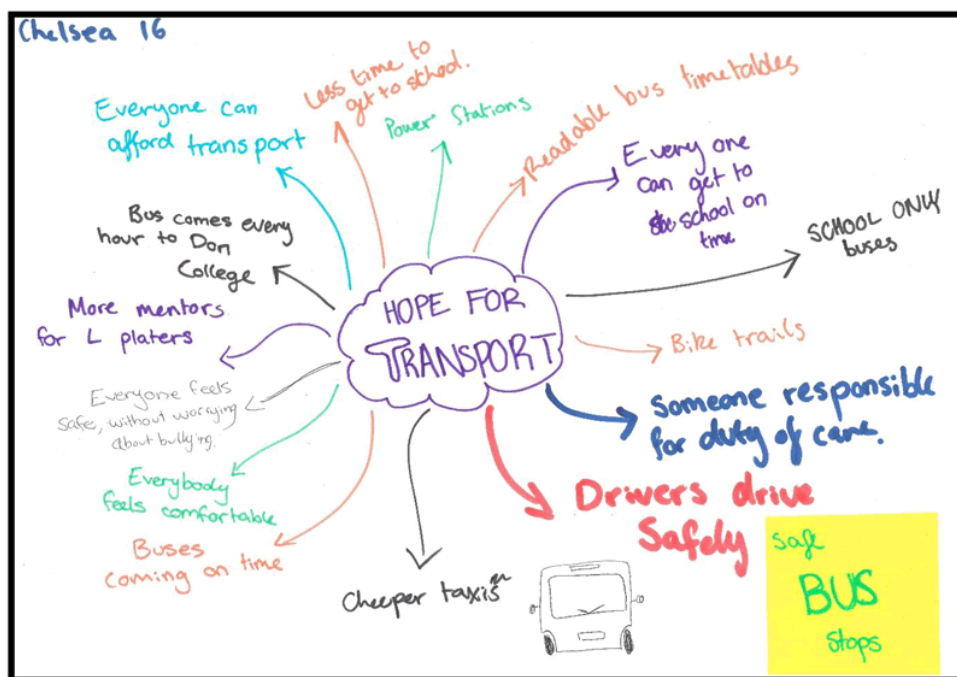 Chelsea 16
Everyone can
afford transport
Less time to
get to school.
Power Stations
Readable bus timetables
Every one
can get to
school on
time
SCHOOL ONLY
buses
Bus comes every
hour to Don
College
HOPE FOR
TRANSPORT
More mentors
for L platers
Bike trails
Everyone feels
safe, without worrying
about bullying.
Someone responsible
for duty of care.
Everybody
feels comfortable
Drivers drive
Safely
Buses
coming on time
Cheeper taxis
Safe
BUS
Stops